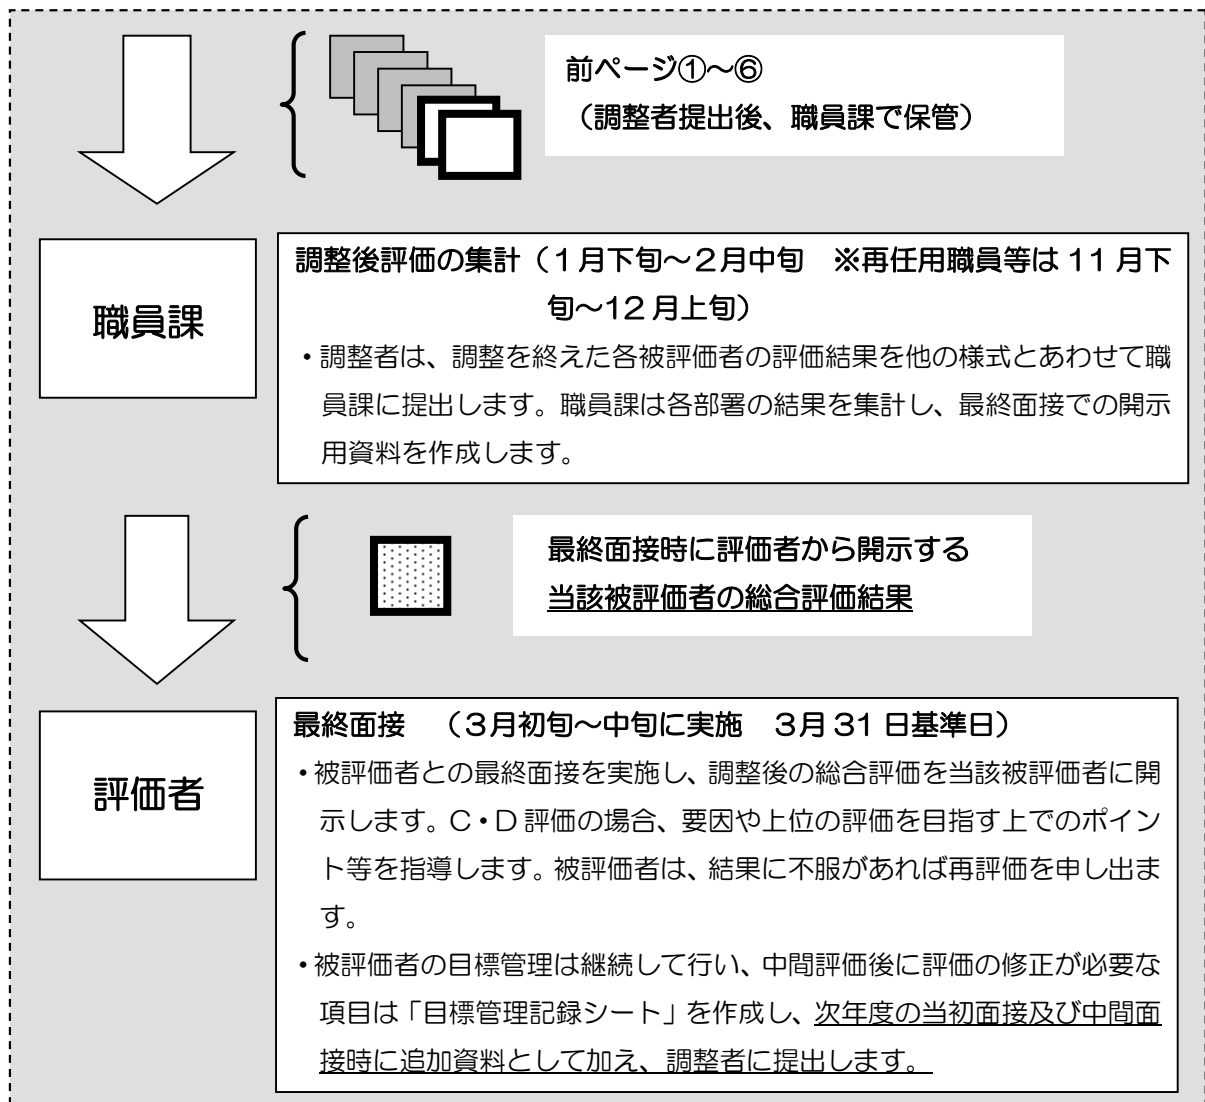 前ページ①～⑥
（調整者提出後、職員課で保管）
職員課
調整後評価の集計（１月下旬～２月中旬　※再任用職員等は 11 月下
旬～12 月上旬）
・調整者は、調整を終えた各被評価者の評価結果を他の様式とあわせて職
員課に提出します。職員課は各部署の結果を集計し、最終面接での開示
用資料を作成します。
最終面接時に評価者から開示する
当該被評価者の総合評価結果
評価者
最終面接　（３月初旬～中旬に実施　３月 31 日基準日）
・被評価者との最終面接を実施し、調整後の総合評価を当該被評価者に開
示します。C・D 評価の場合、要因や上位の評価を目指す上でのポイン
ト等を指導します。被評価者は、結果に不服があれば再評価を申し出ま
す。
・被評価者の目標管理は継続して行い、中間評価後に評価の修正が必要な
項目は「目標管理記録シート」を作成し、次年度の当初面接及び中間面
接時に追加資料として加え、調整者に提出します。